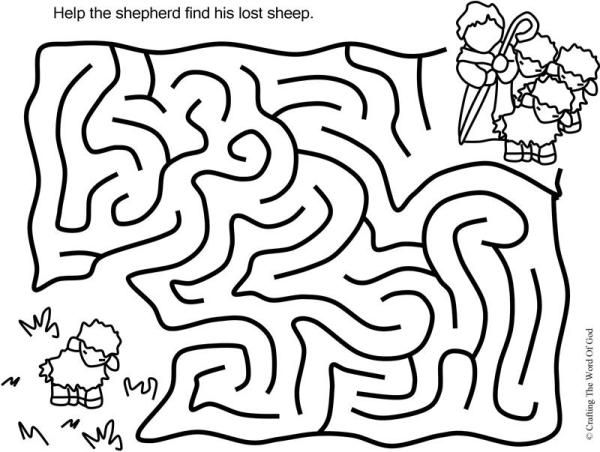 Help the shepherd find his lost sheep.
© Crafting The Word Of God